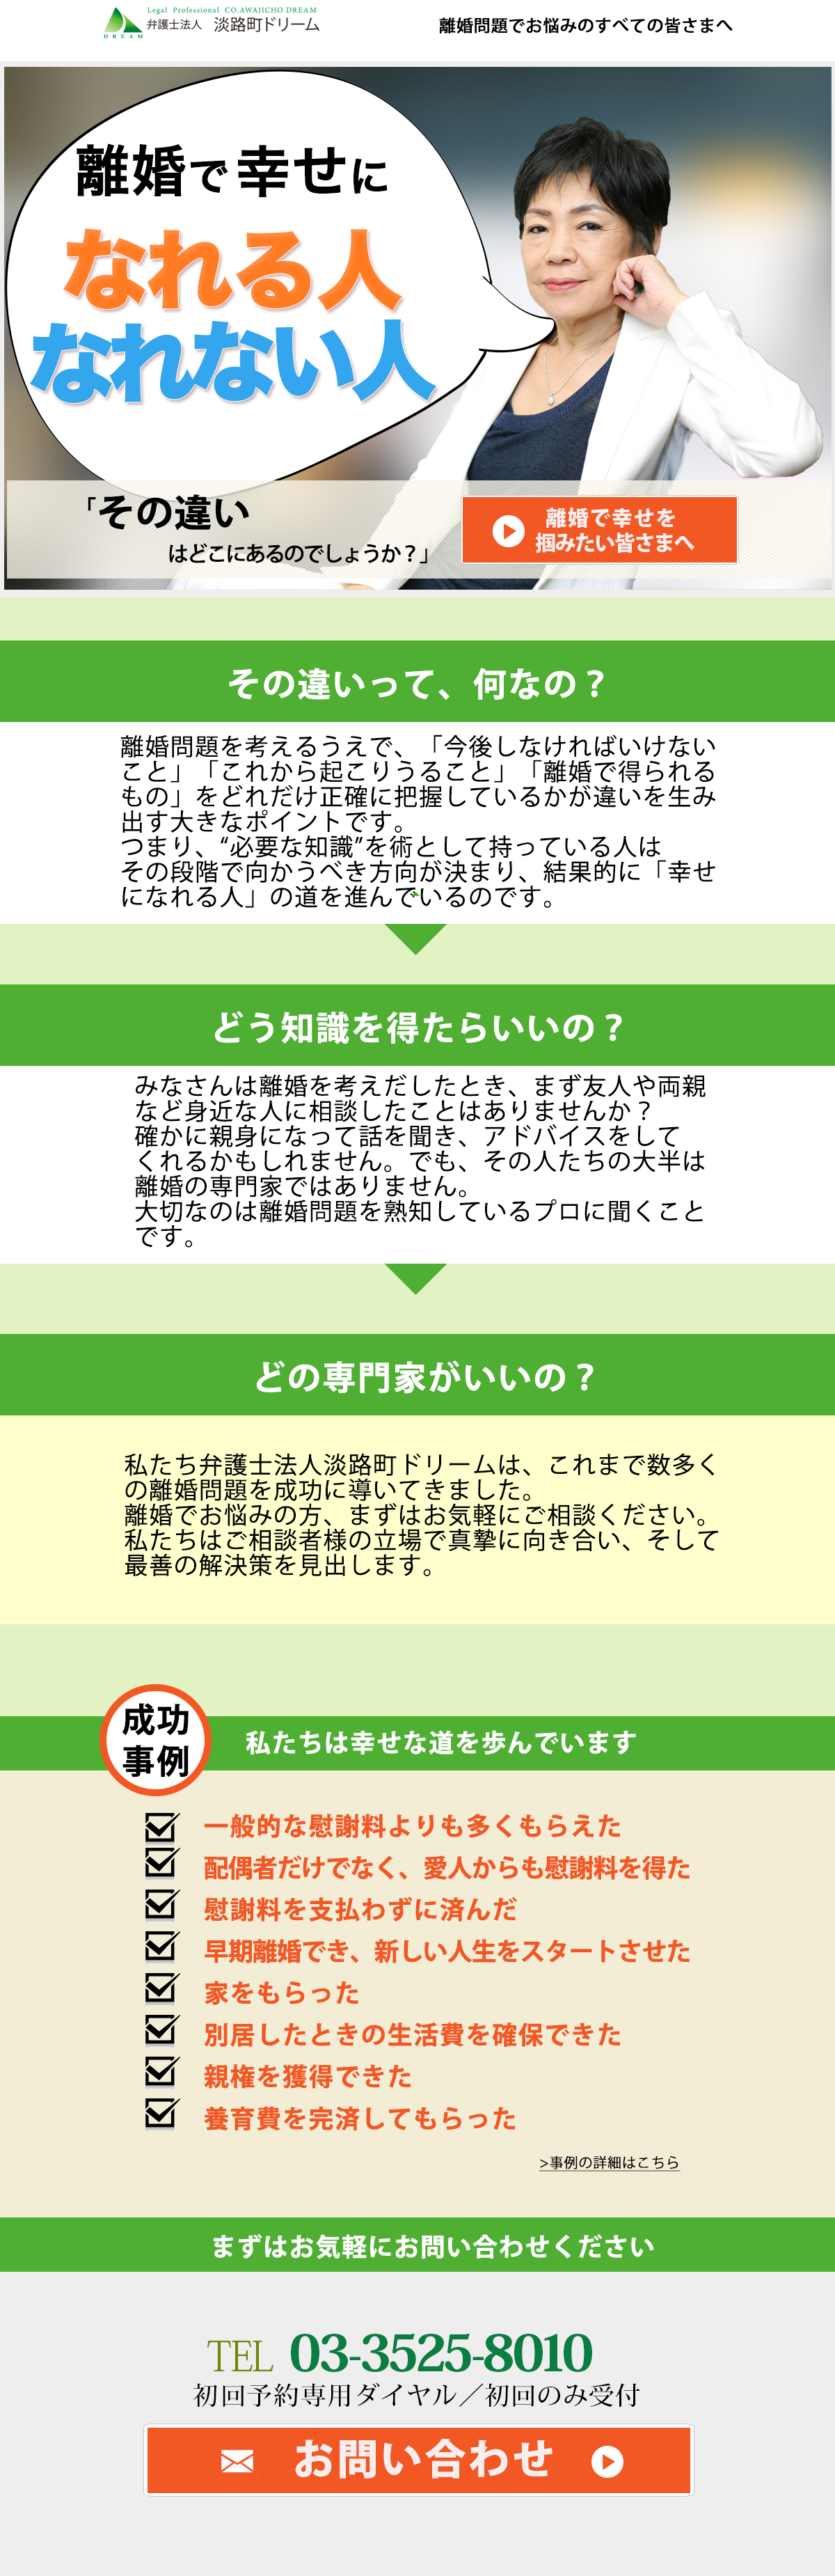 Legal Professional CO.AWAJICHO DREAM
弁護士法人 淡路町ドリーム
DREAM
離婚問題でお悩みのすべての皆さまへ
離婚で幸せに
なれる人
なれない人
「その違い
はどこにあるのでしょうか？」
離婚で幸せを
掴みたい皆さまへ
その違いって、何なの？
離婚問題を考えるうえで、「今後しなければいけない
こと」「これから起こりうること」「離婚で得られる
もの」をどれだけ正確に把握しているかが違いを生み
出す大きなポイントです。
つまり、“必要な知識”を術として持っている人は
その段階で向かうべき方向が決まり、結果的に「幸せ
になれる人」の道を進んでいるのです。
どう知識を得たらいいの？
みなさんは離婚を考えだしたとき、まず友人や両親
など身近な人に相談したことはありませんか？
確かに親身になって話を聞き、アドバイスをして
くれるかもしれません。でも、その人たちの大半は
離婚の専門家ではありません。
大切なのは離婚問題を熟知しているプロに聞くこと
です。
どの専門家がいいの？
私たち弁護士法人淡路町ドリームは、これまで数多く
の離婚問題を成功に導いてきました。
離婚でお悩みの方、まずはお気軽にご相談ください。
私たちはご相談者様の立場で真摯に向き合い、そして
最善の解決策を見出します。
成功
事例
私たちは幸せな道を歩んでいます
一般的な慰謝料よりも多くもらえた
配偶者だけでなく、愛人からも慰謝料を得た
慰謝料を支払わずに済んだ
早期離婚でき、新しい人生をスタートさせた
家をもらった
別居したときの生活費を確保できた
親権を獲得できた
養育費を完済してもらった
>事例の詳細はこちら
まずはお気軽にお問い合わせください
TEL 03-3525-8010
初回予約専用ダイヤル／初回のみ受付
お問い合わせ